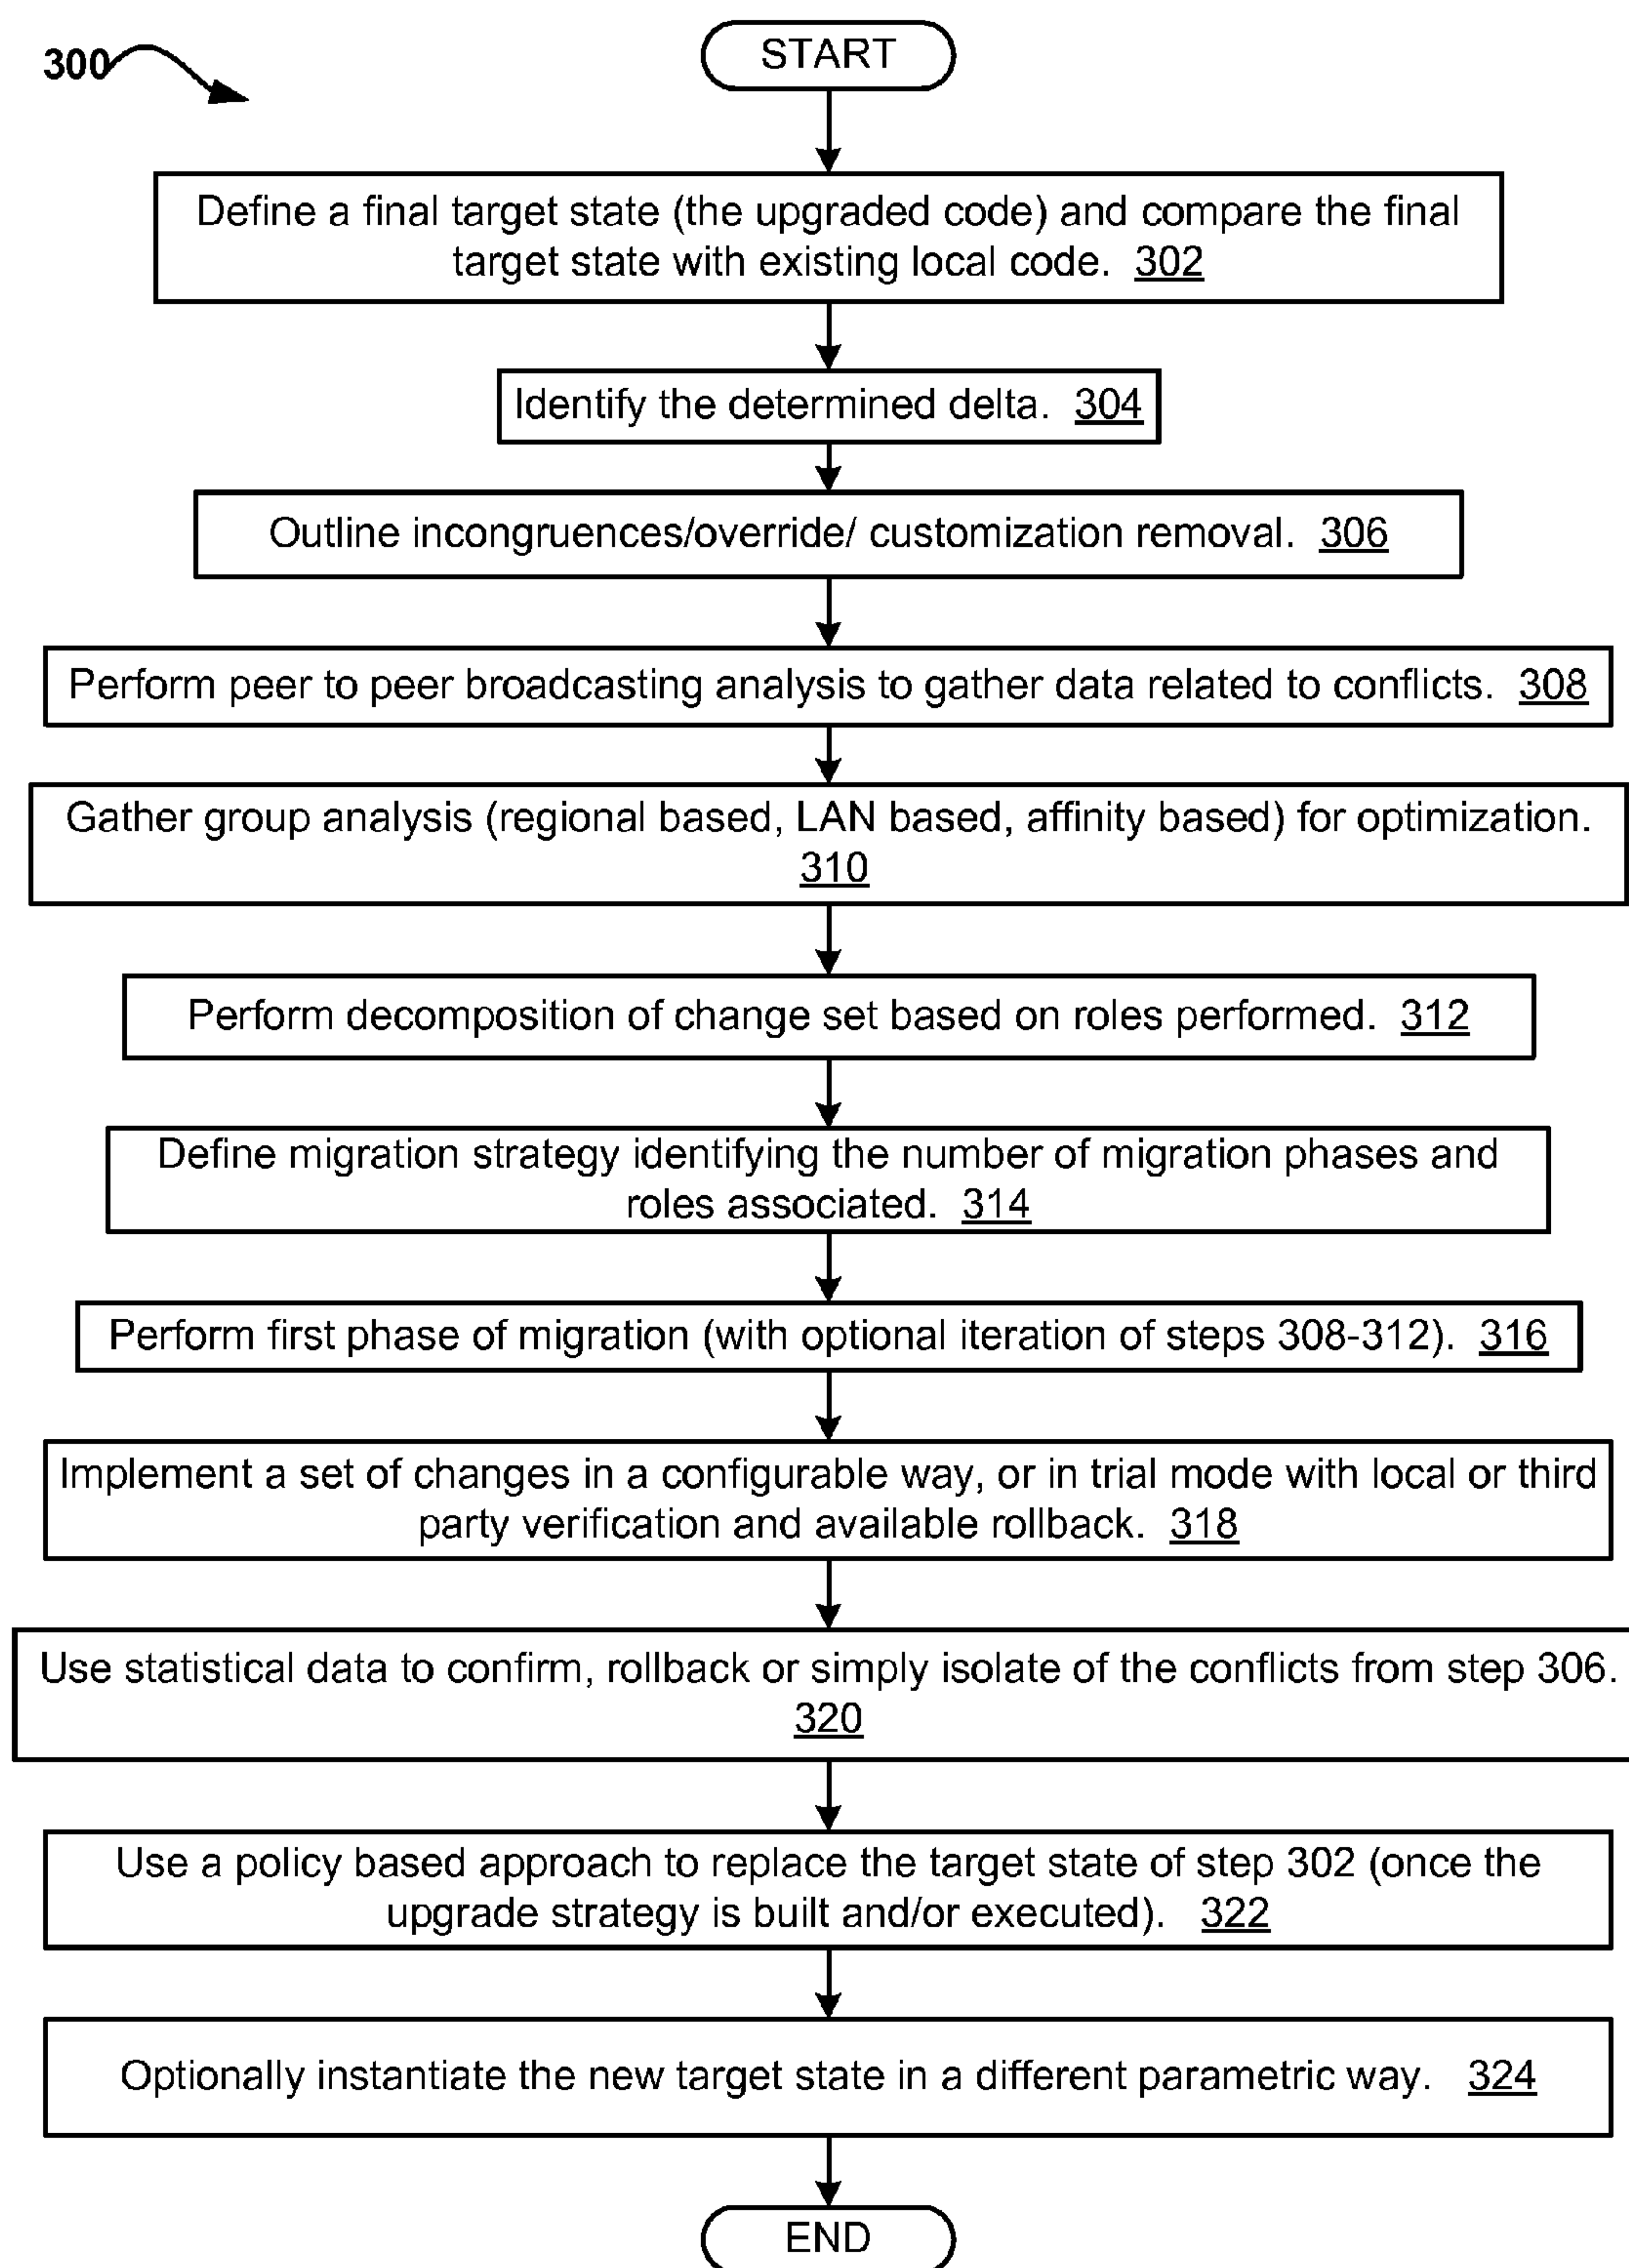 300
START
Define a final target state (the upgraded code) and compare the final
target state with existing local code. 302
Identify the determined delta. 304
Outline incongruences/override/ customization removal. 306
Perform peer to peer broadcasting analysis to gather data related to conflicts. 308
Gather group analysis (regional based, LAN based, affinity based) for optimization.
310
Perform decomposition of change set based on roles performed. 312
Define migration strategy identifying the number of migration phases and
roles associated. 314
Perform first phase of migration (with optional iteration of steps 308-312). 316
Implement a set of changes in a configurable way, or in trial mode with local or third
party verification and available rollback. 318
Use statistical data to confirm, rollback or simply isolate of the conflicts from step 306.
320
Use a policy based approach to replace the target state of step 302 (once the
upgrade strategy is built and/or executed). 322
Optionally instantiate the new target state in a different parametric way. 324
END